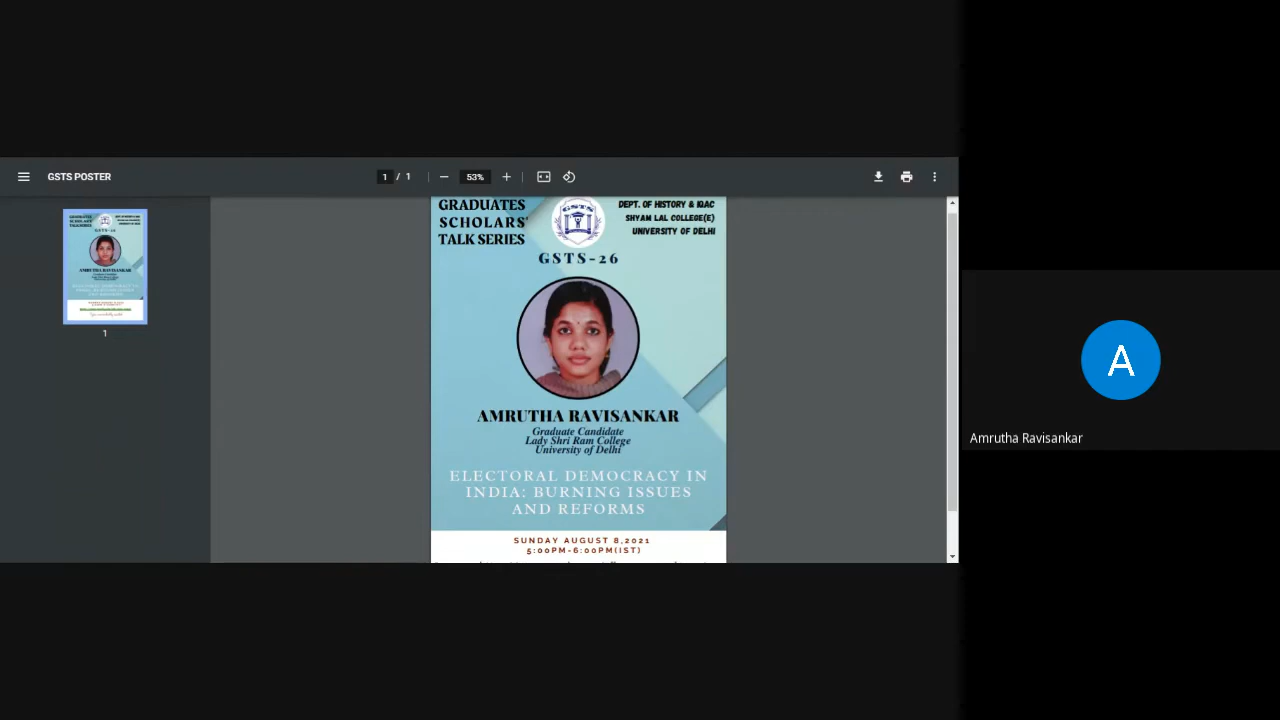 GSTS POSTER
1 / 1
53%
GRADUATES
SCHOLARS'
TALK SERIES
GSTS
DEPT. OF HISTORY & IQAC
SHYAM LAL COLLEGE(E)
UNIVERSITY OF DELHI
GSTS-26
AMRUTHA RAVISANKAR
Graduate Candidate
Lady Shri Ram College
University of Delhi
ELECTORAL DEMOCRACY IN
INDIA: BURNING ISSUES
AND REFORMS
SUNDAY AUGUST 8,2021
5:00PM-6:00PM(IST)
1
A
Amrutha Ravisankar